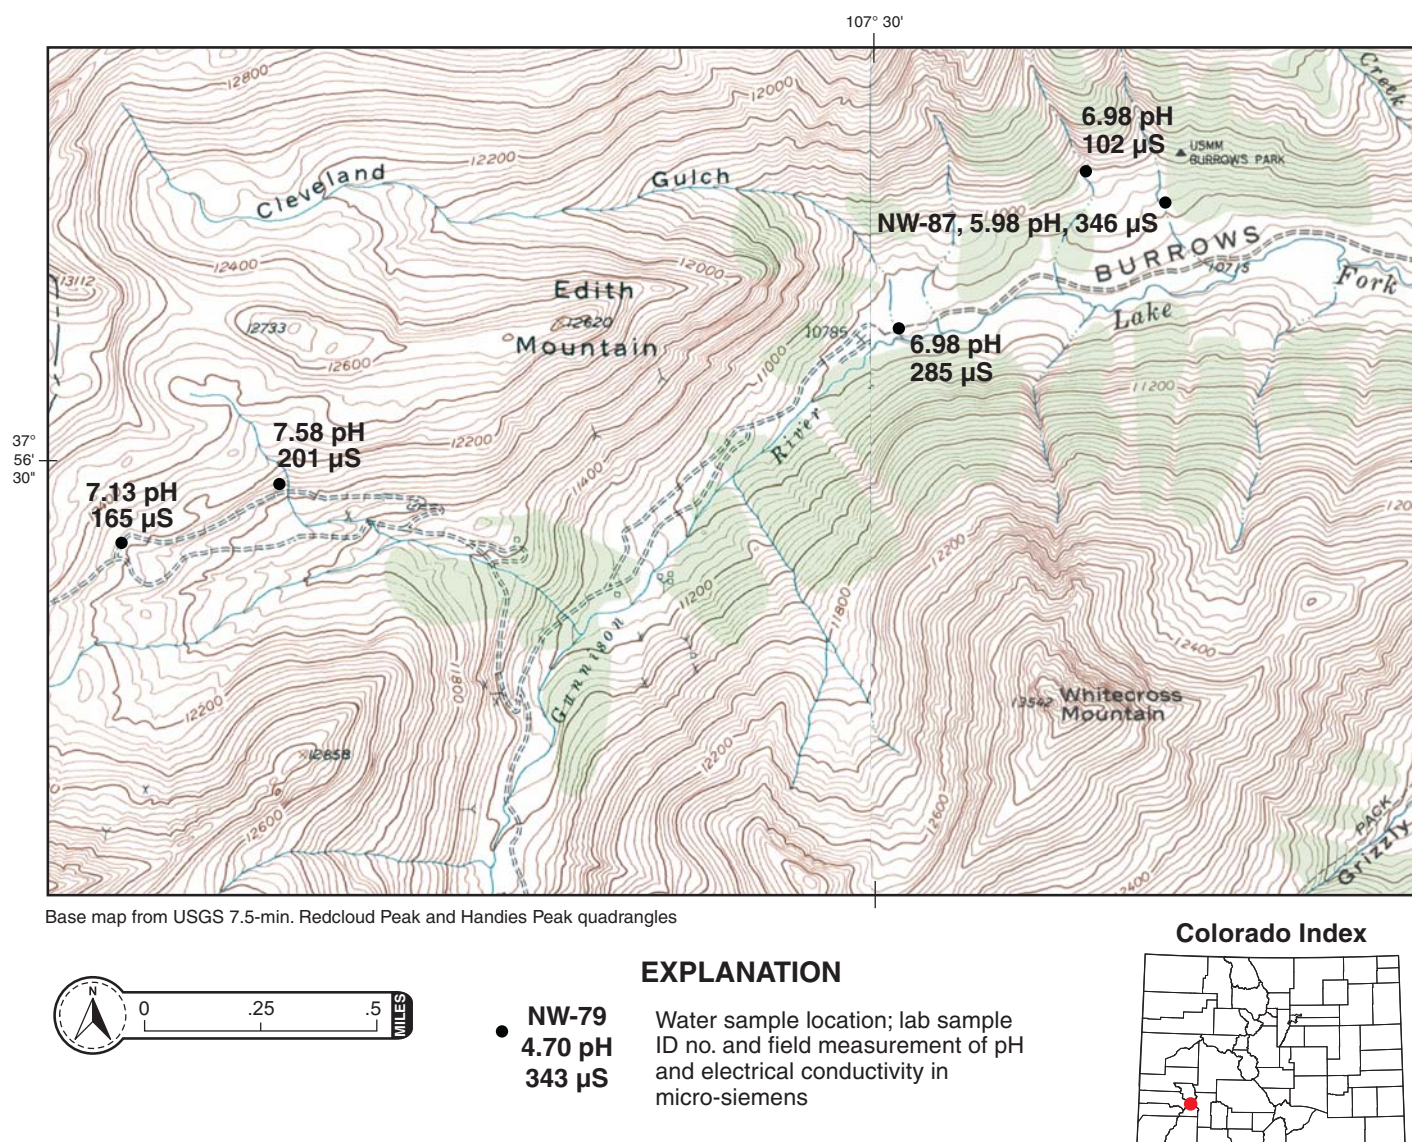 107° 30'
12800
12000
Creek
6.98 pH
102 µS
USMM
BURROWS PARK
12200
Cleveland
Gulch
NW-87, 5.98 pH, 346 µS
11000
BURROWS
10715
Fork
12400
12000
13112
Edith
12620
Mountain
12733
12600
10785
Lake
6.98 pH
285 µS
11000
11200
7.58 pH
201 µS
12200
River
37°
56'
30"
11400
7.13 pH
165 µS
120
12200
11200
11800
Gunnison
12400
11800
12200
13542
Whitecross
Mountain
12858
12200
12600
12600
PACK
Grizzly
2400
Base map from USGS 7.5-min. Redcloud Peak and Handies Peak quadrangles
Colorado Index
EXPLANATION
N
0 .25 .5
MILES
NW-79
4.70 pH
343 µS
Water sample location; lab sample
ID no. and field measurement of pH
and electrical conductivity in
micro-siemens